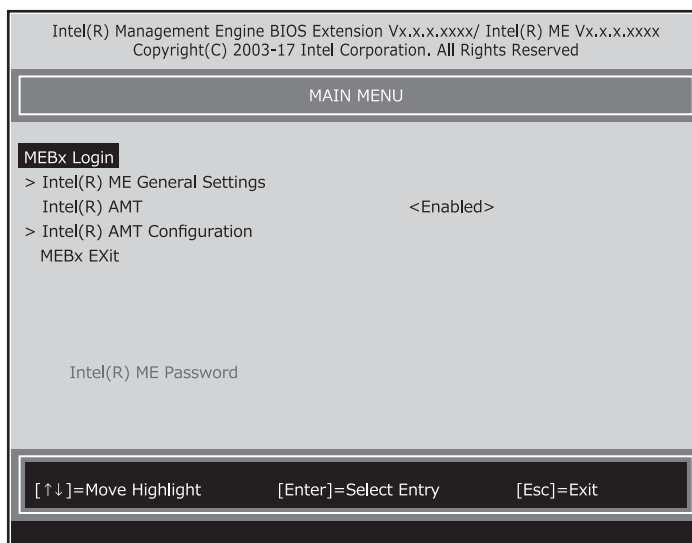 Intel(R) Management Engine BIOS Extension Vx.x.x.xxxx/ Intel(R) ME Vx.x.x.xxxx
Copyright(C) 2003-17 Intel Corporation. All Rights Reserved
MAIN MENU
MEBx Login
> Intel(R) ME General Settings
Intel(R) AMT <Enabled>
> Intel(R) AMT Configuration
MEBx EXit
Intel(R) ME Password
[↑↓]=Move Highlight [Enter]=Select Entry [Esc]=Exit